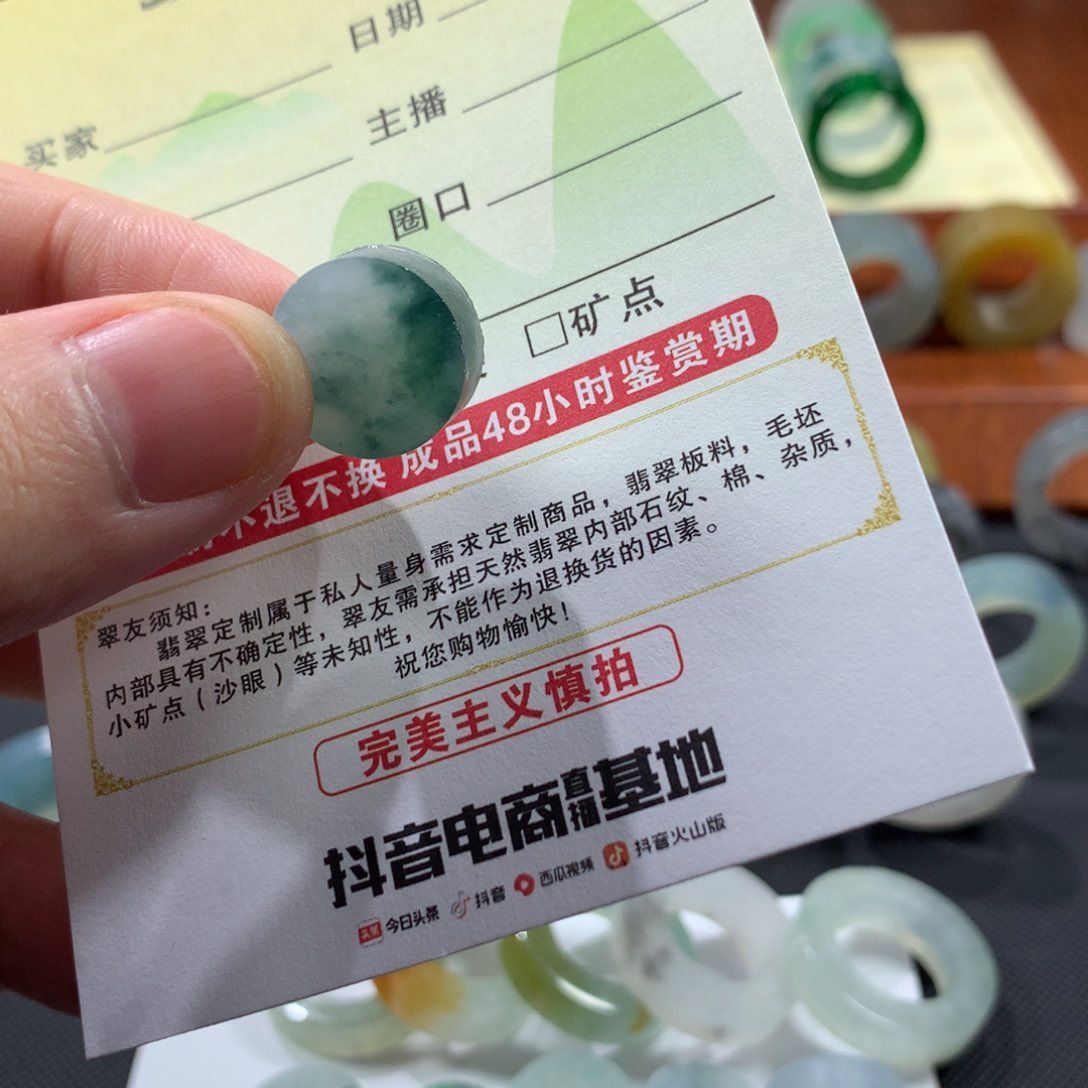 日期
买家
主播
圈口
□矿点
不退不换 成品48小时鉴赏期
翠友须知：
翡翠定制属于私人量身需求定制商品，翡翠板料，毛坯
内部具有不确定性，翠友需承担天然翡翠内部石纹、棉、杂质，
小矿点（沙眼）等未知性，不能作为退换货的因素。
祝您购物愉快！
完美主义慎拍
抖音电商直播基地
头条 今日头条 抖音 西瓜视频 抖音火山版